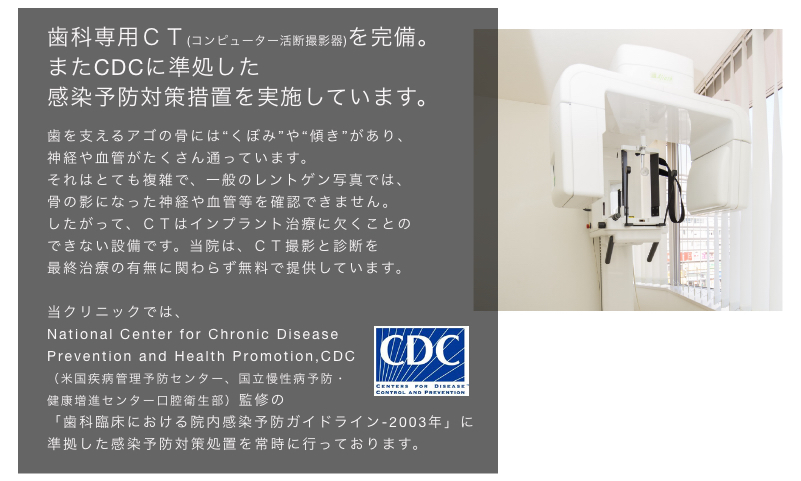 歯科専用ＣＴ(コンピューター活断撮影器)を完備。
またCDCに準処した
感染予防対策措置を実施しています。
歯を支えるアゴの骨には“くぼみ”や“傾き”があり、
神経や血管がたくさん通っています。
それはとても複雑で、一般のレントゲン写真では、
骨の影になった神経や血管等を確認できません。
したがって、ＣＴはインプラント治療に欠くことの
できない設備です。当院は、ＣＴ撮影と診断を
最終治療の有無に関わらず無料で提供しています。
当クリニックでは、
National Center for Chronic Disease
Prevention and Health Promotion,CDC
（米国疾病管理予防センター、国立慢性病予防・
健康増進センター口腔衛生部）監修の
「歯科臨床における院内感染予防ガイドライン-2003年」に
準拠した感染予防対策処置を常時に行っております。
CDC
CENTERS FOR DISEASE™
CONTROL AND PREVENTION